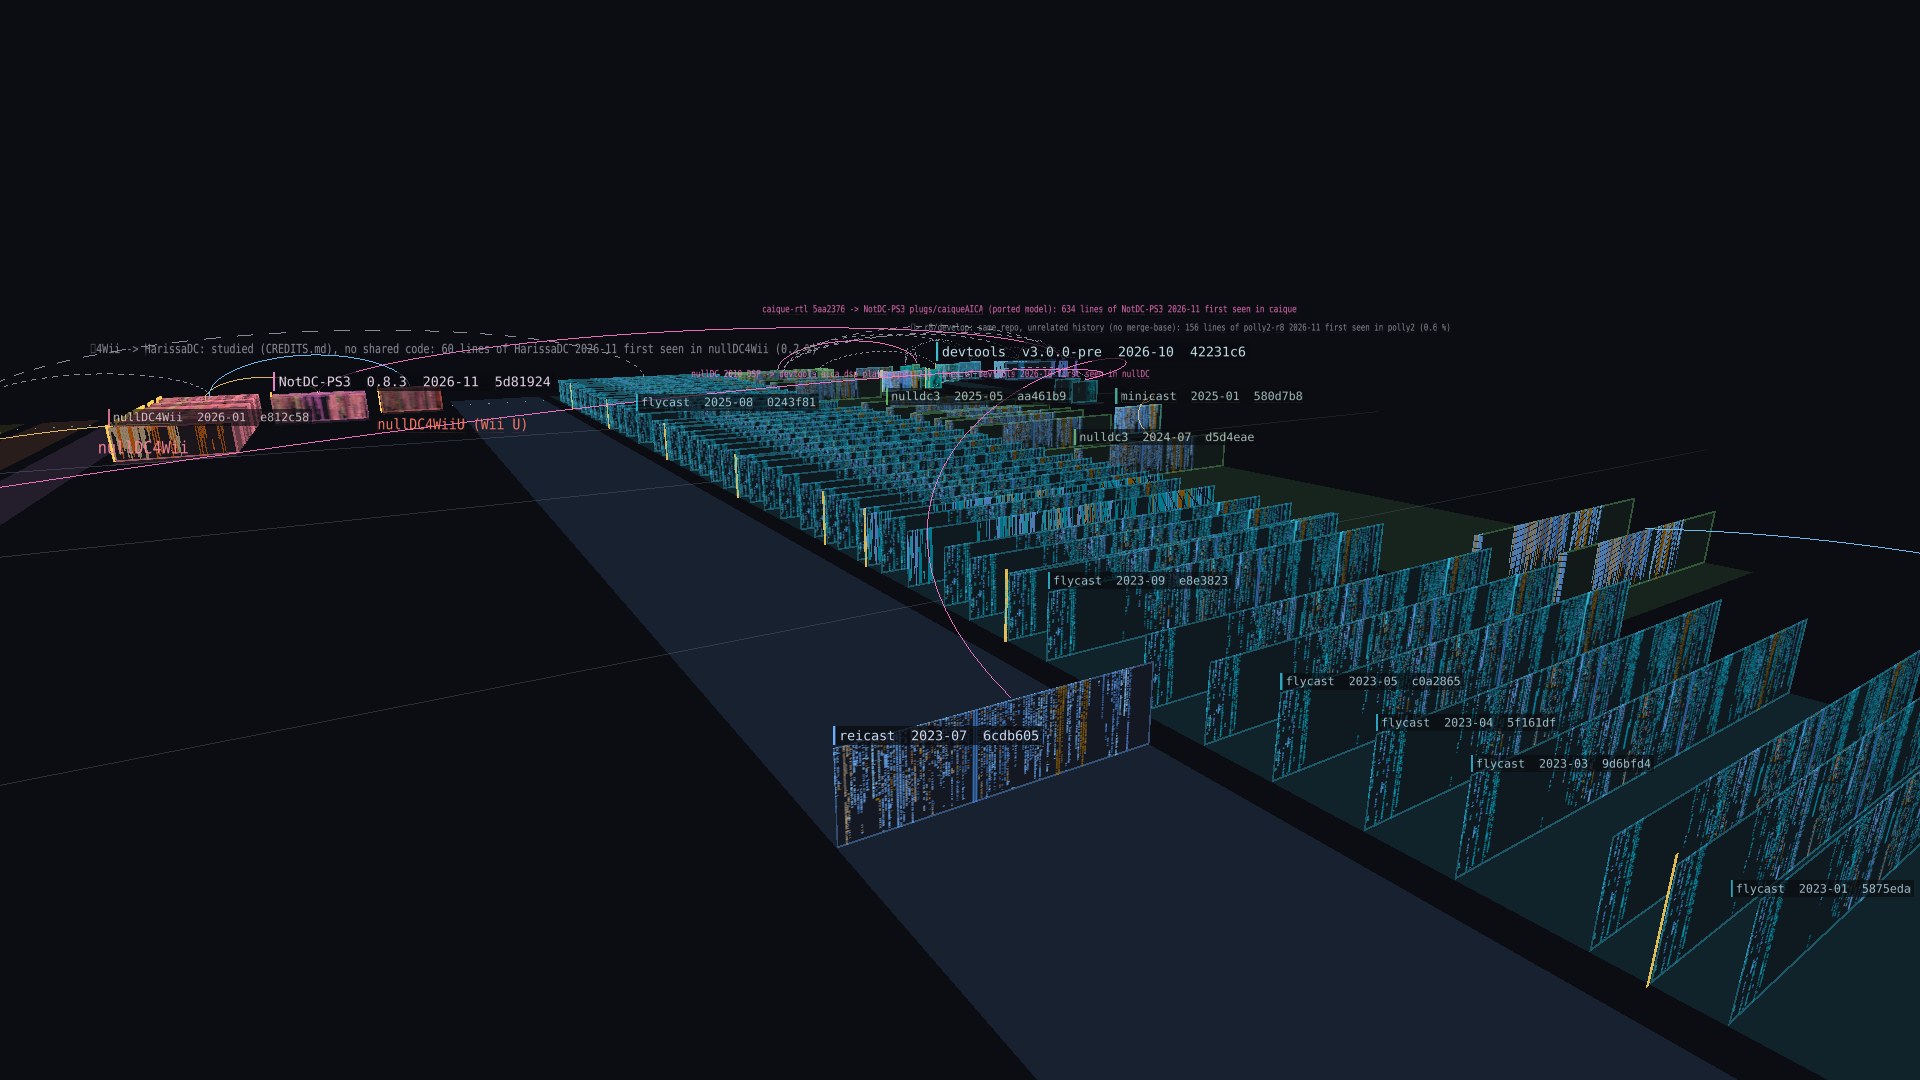 caique-rtl 5aa2376 -> NotDC-PS3 plugs/caiqueAICA (ported model): 634 lines of NotDC-PS3 2026-11 first seen in caique
same repo, unrelated history (no merge-base): 156 lines of polly2-r8 2026-11 first seen in polly2 (0.6 %)
4Wii--> HarissaDC: studied (CREDITS.md), no shared code: 60 lines of HarissaDC 2026-11 first seen in nullDC4Wii
devtools v3.0.0-pre 2026-10 42231c6
first seen in nullDC
NotDC-PS3 0.8.3 2026-11 5d81924
nulldc3 2025-05 aa461b9
minicast 2025-01 580d7b8
flycast 2025-08 0243f81
nullDC4Wii 2026-01 e812c58
nullDC4WiiU (Wii U)
nulldc3 2024-07 d5d4eae
nullDC4Wii
flycast 2023-09 e8e3823
flycast 2023-05 c0a2865
flycast 2023-04 5f161df
reicast 2023-07 6cdb605
flycast 2023-03 9d6bfd4
flycast 2023-01 5875eda